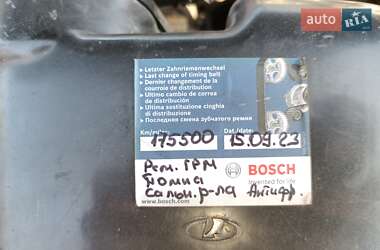 auto RIA.com
▸ Letzter Zahnriemenwechsel
▸ Last change of timing belt
▸ Dernier changement de la courroie de distribution
▸ Ultimo cambio de correa de distribución
▸ Ultima sostituzione cinghia di distribuzione
▸ Последняя смена зубчатого ремня
Km/
175500
Dat./date:
15.09.23
Рем. ГРМ
Помпа
Сальн. р-ла
Антифр.
BOSCH
Invented for life
www.bosch.com